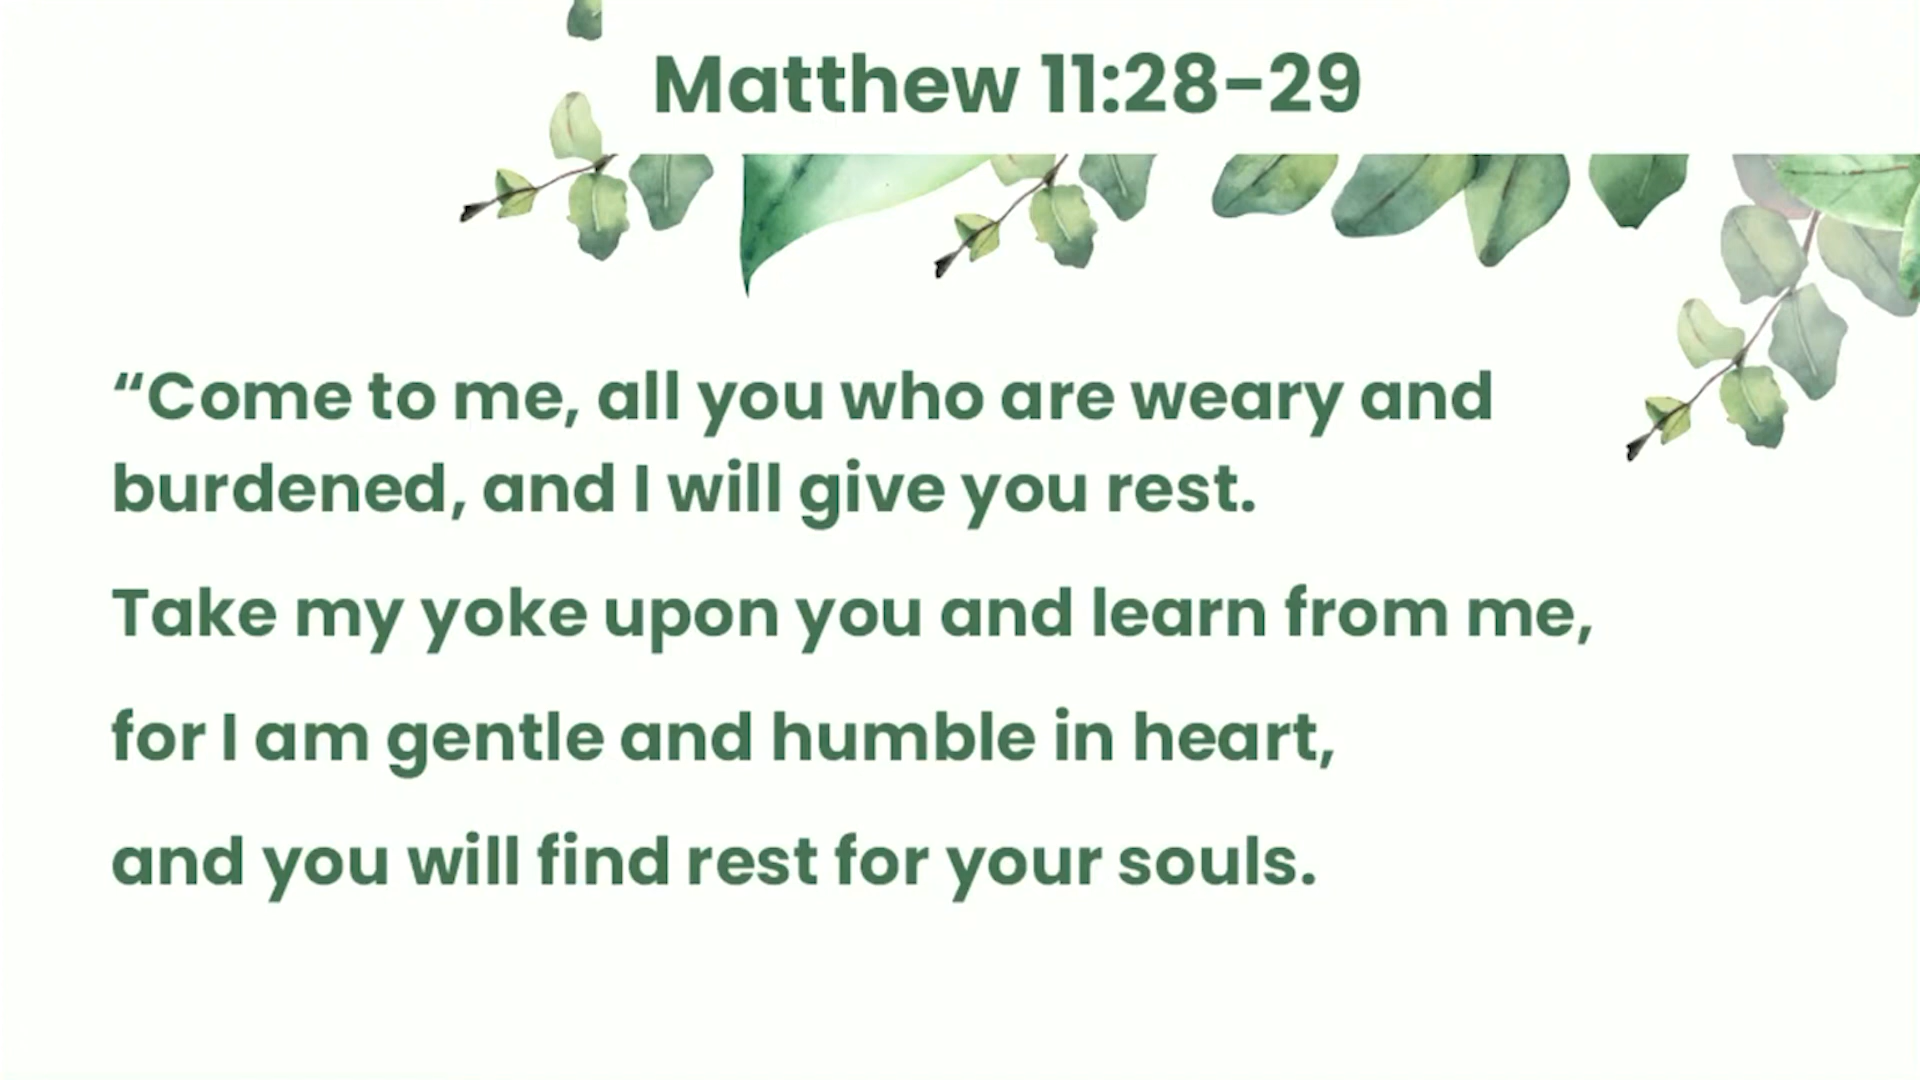 Matthew 11:28-29
“Come to me, all you who are weary and
burdened, and I will give you rest.
Take my yoke upon you and learn from me,
for I am gentle and humble in heart,
and you will find rest for your souls.